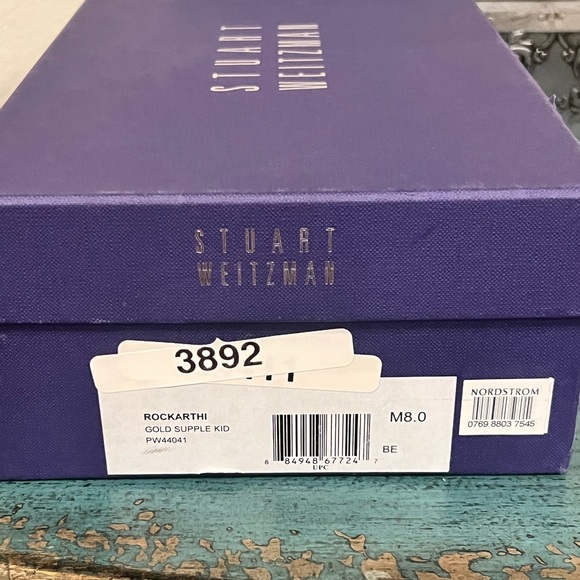 STUART
WEITZMAN
STUART
WEITZMAN
3892
ROCKARTHI
GOLD SUPPLE KID
PW44041
M8.0
BE
8 84948 67724 7
UPC
NORDSTROM
0769 8803 7545